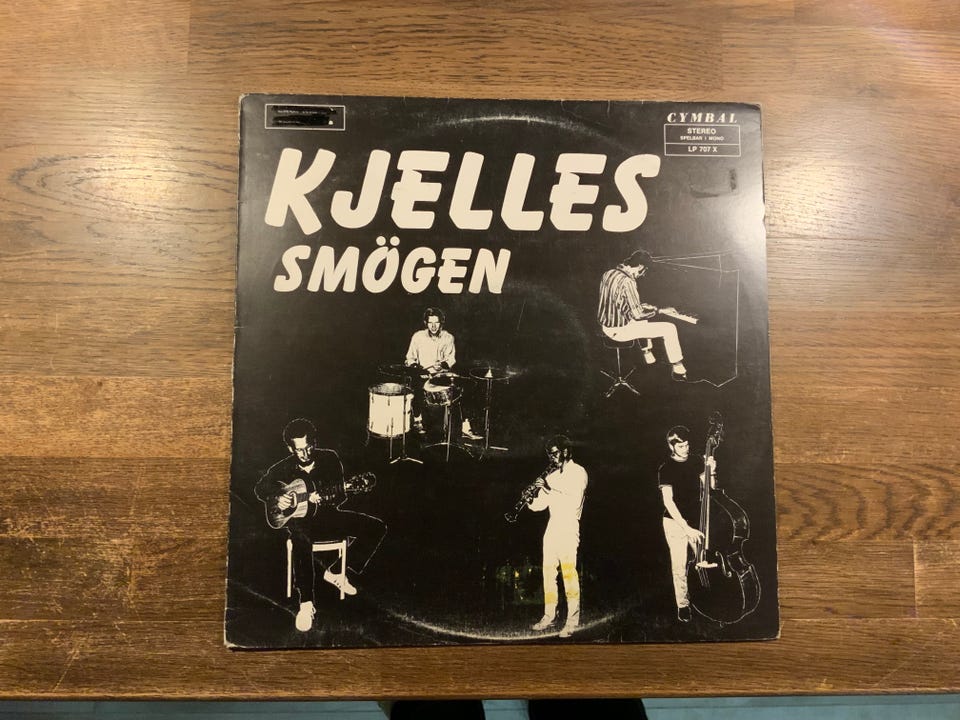 CYMBAL
STEREO
SPELBAR I MONO
LP 707 X
KJELLES
SMÖGEN